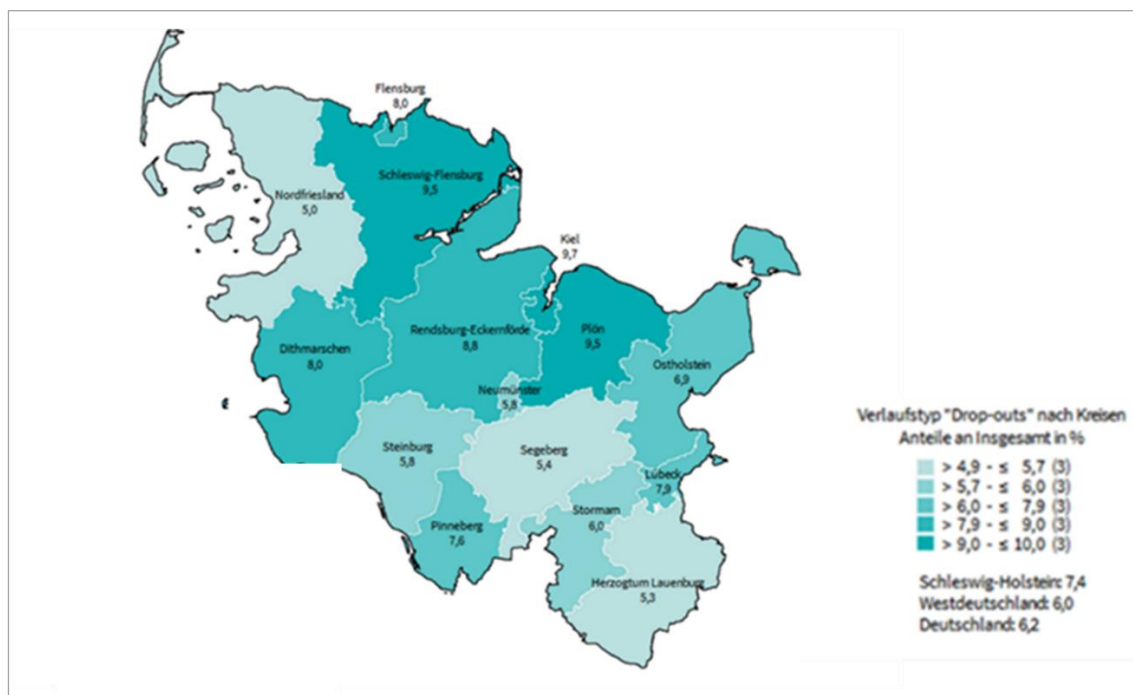 Flensburg
8,0
Schleswig-Flensburg
9,5
Nordfriesland
5,0
Kiel
9,7
Rendsburg-Eckernförde
8,8
Plön
9,5
Dithmarschen
8,0
Ostholstein
6,9
Neumünster
5,8
Steinburg
5,8
Segeberg
5,4
Lübeck
7,9
Pinneberg
7,6
Stormarn
6,0
Herzogtum Lauenburg
5,3
Verlaufstyp "Drop-outs" nach Kreisen
Anteile an Insgesamt in %
> 4,9 - ≤ 5,7 (3)
> 5,7 - ≤ 6,0 (3)
> 6,0 - ≤ 7,9 (3)
> 7,9 - ≤ 9,0 (3)
> 9,0 - ≤ 10,0 (3)
Schleswig-Holstein: 7,4
Westdeutschland: 6,0
Deutschland: 6,2